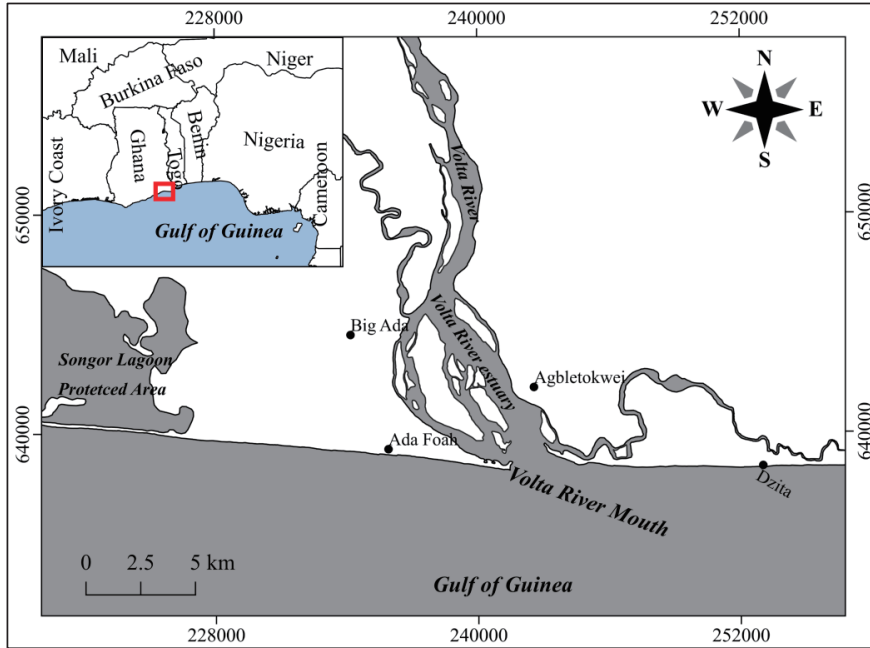 228000
240000
252000
Mali
Niger
Burkina Faso
Benin
Ghana
Togo
Nigeria
Ivory Coast
Cameroon
Gulf of Guinea
N
W
E
S
650000
650000
Volta River
Big Ada
Volta River estuary
Songor Lagoon
Protetced Area
Agbletokwei
640000
640000
Ada Foah
Dzita
Volta River Mouth
0 2.5 5 km
Gulf of Guinea
228000
240000
252000